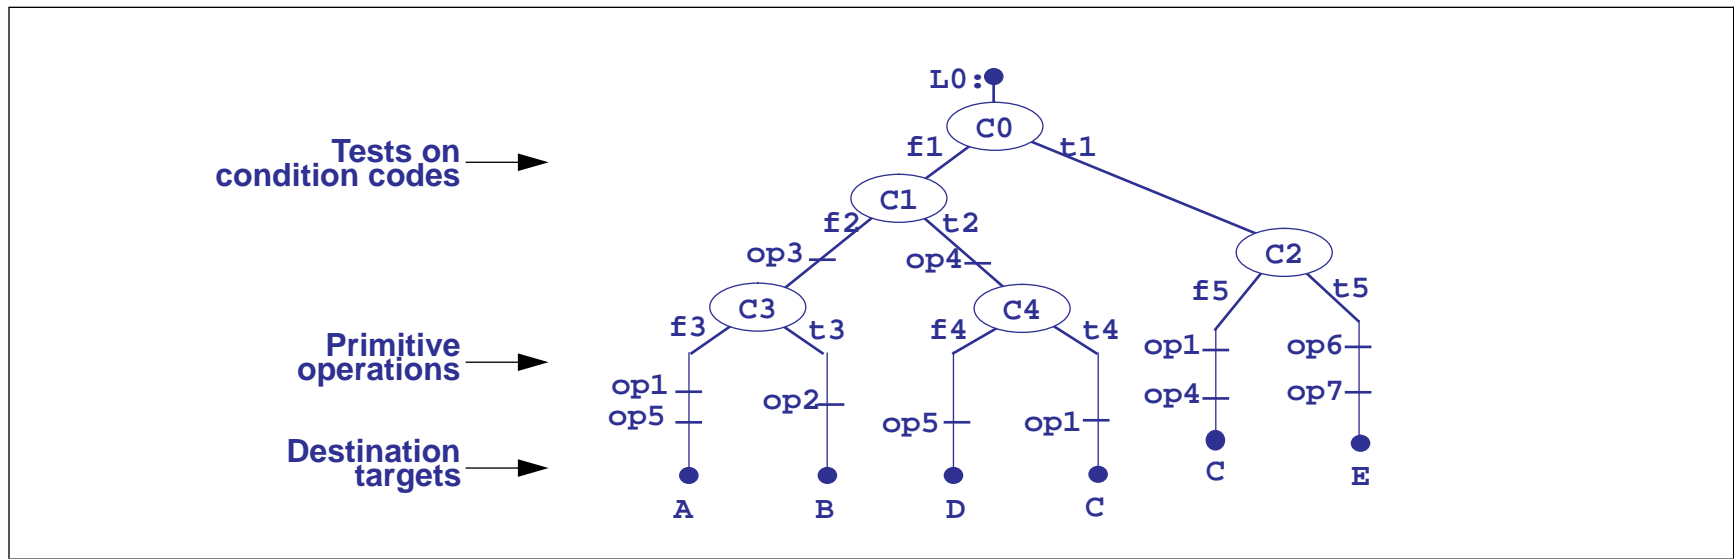 L0:
C0
f1
t1
Tests on
condition codes
C1
f2
t2
C2
op3
op4
f5
t5
C3
C4
f3
t3
f4
t4
Primitive
operations
op1
op6
op1
op2
op4
op7
op5
op5
op1
Destination
targets
C
E
A
B
D
C